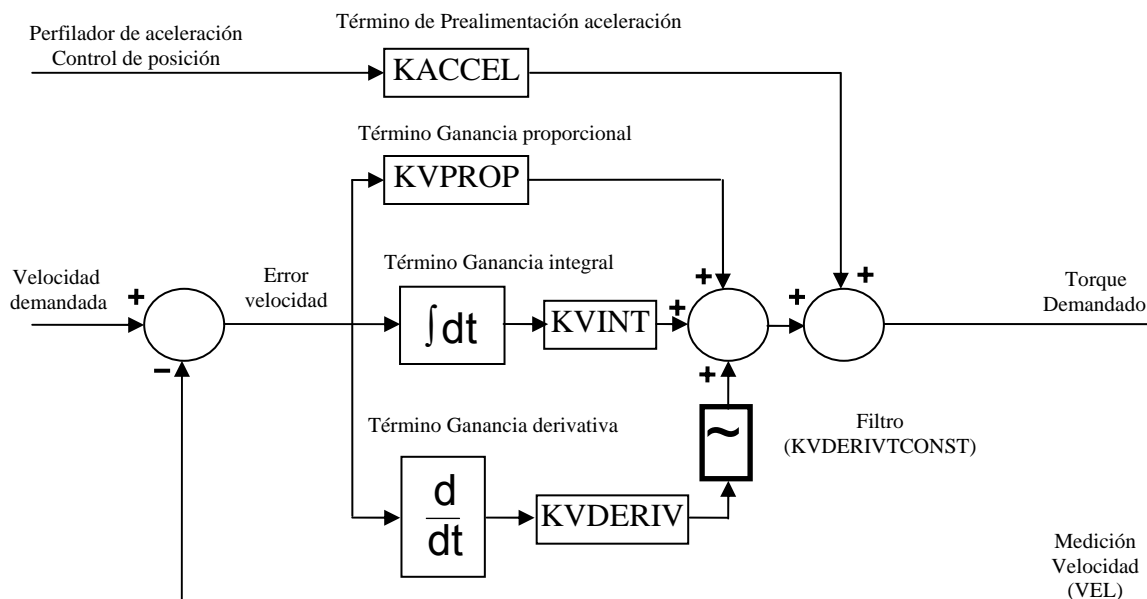 Término de Prealimentación aceleración
Perfilador de aceleración
Control de posición
KACCEL
Término Ganancia proporcional
KVPROP
+
Velocidad
demandada
+
−
Error
velocidad
Término Ganancia integral
∫dt
KVINT
+
+
+
+
Torque
Demandado
Término Ganancia derivativa
~
Filtro
(KVDERIVTCONST)
d
dt
KVDERIV
Medición
Velocidad
(VEL)